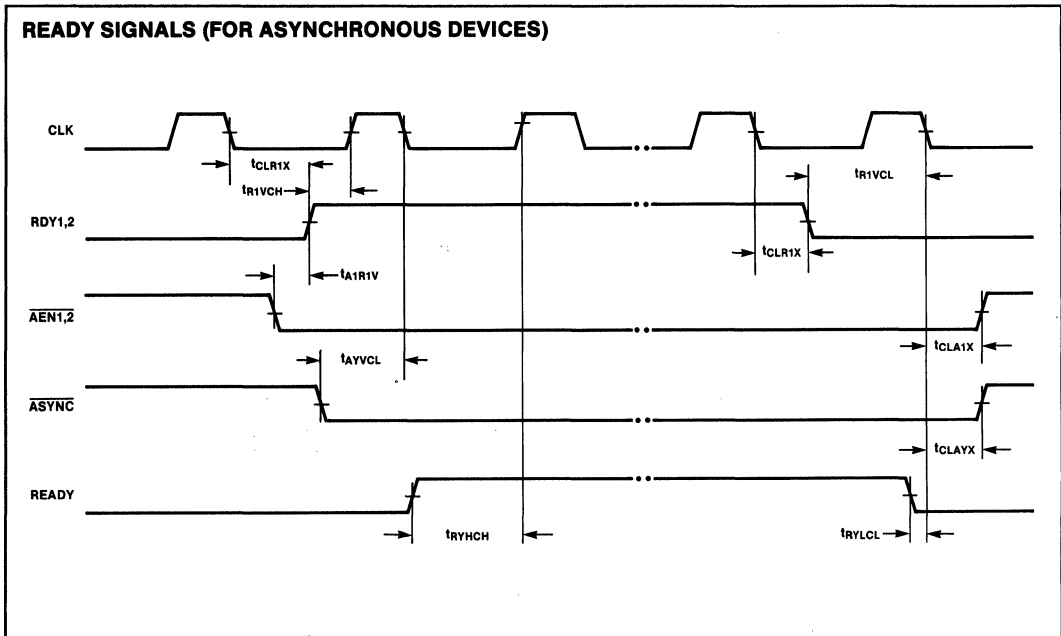 READY SIGNALS (FOR ASYNCHRONOUS DEVICES)
CLK
tCLR1X
tR1VCH
tR1VCL
RDY1,2
tCLR1X
tA1R1V
AEN1,2
tCLA1X
tAYVCL
ASYNC
tCLAYX
READY
tRYHCH
tRYLCL